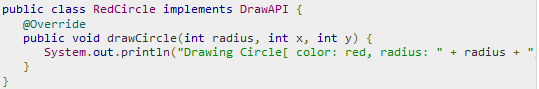 public class RedCircle implements DrawAPI {
@Override
public void drawCircle(int radius, int x, int y) {
System.out.println("Drawing Circle[ color: red, radius: " + radius + ",
}
}